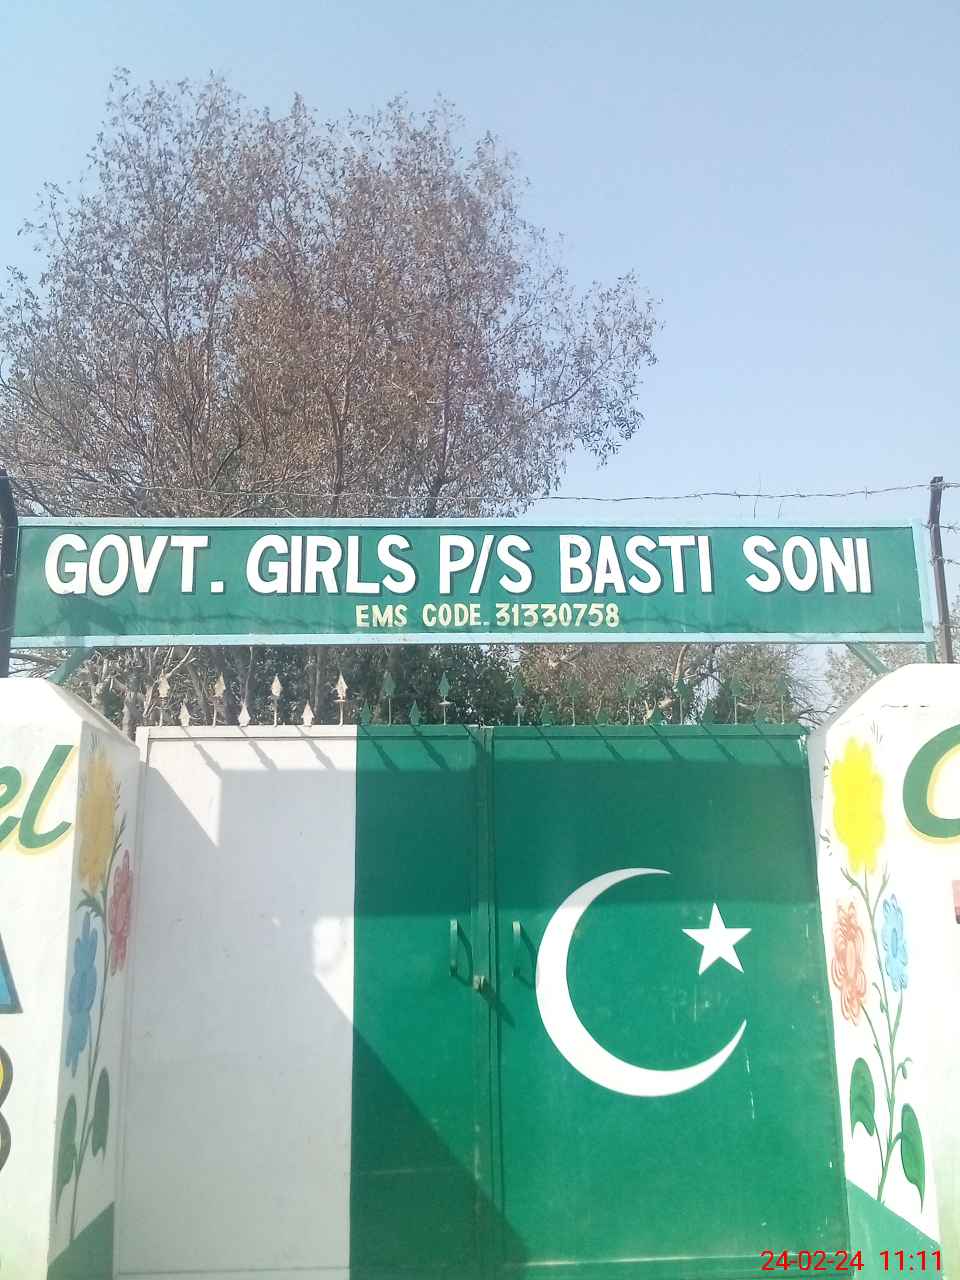 GOVT. GIRLS P/S BASTI SONI
EMS CODE. 31330758
24-02-24 11:11